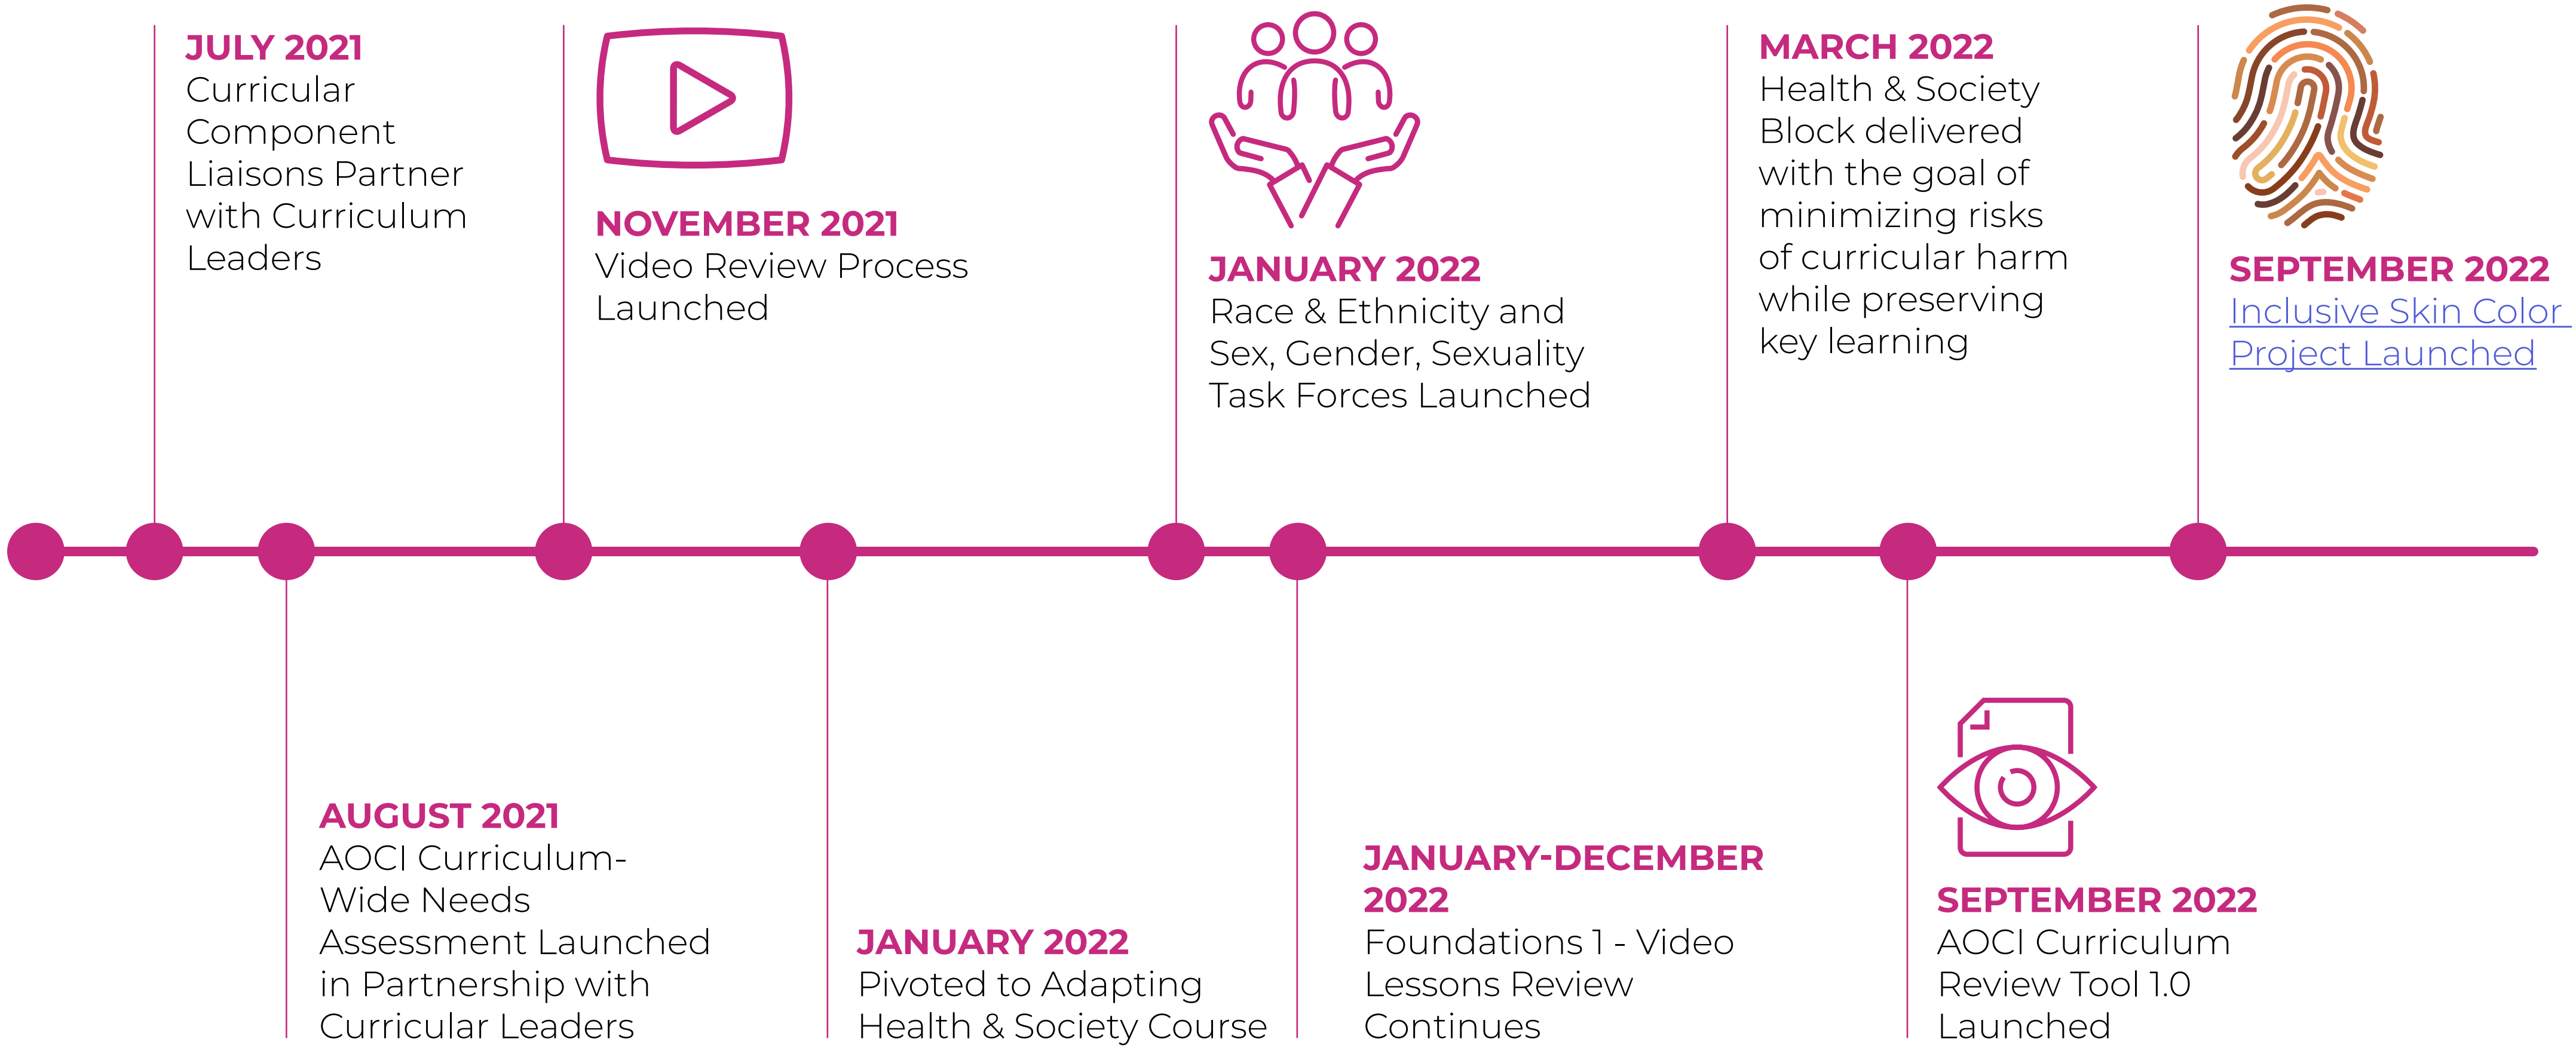 JULY 2021
Curricular
Component
Liaisons Partner
with Curriculum
Leaders
AUGUST 2021
AOCI Curriculum-
Wide Needs
Assessment Launched
in Partnership with
Curricular Leaders
NOVEMBER 2021
Video Review Process
Launched
JANUARY 2022
Pivoted to Adapting
Health & Society Course
JANUARY 2022
Race & Ethnicity and
Sex, Gender, Sexuality
Task Forces Launched
JANUARY-DECEMBER
2022
Foundations 1 - Video
Lessons Review
Continues
MARCH 2022
Health & Society
Block delivered
with the goal of
minimizing risks
of curricular harm
while preserving
key learning
SEPTEMBER 2022
AOCI Curriculum
Review Tool 1.0
Launched
SEPTEMBER 2022
Inclusive Skin Color
Project Launched